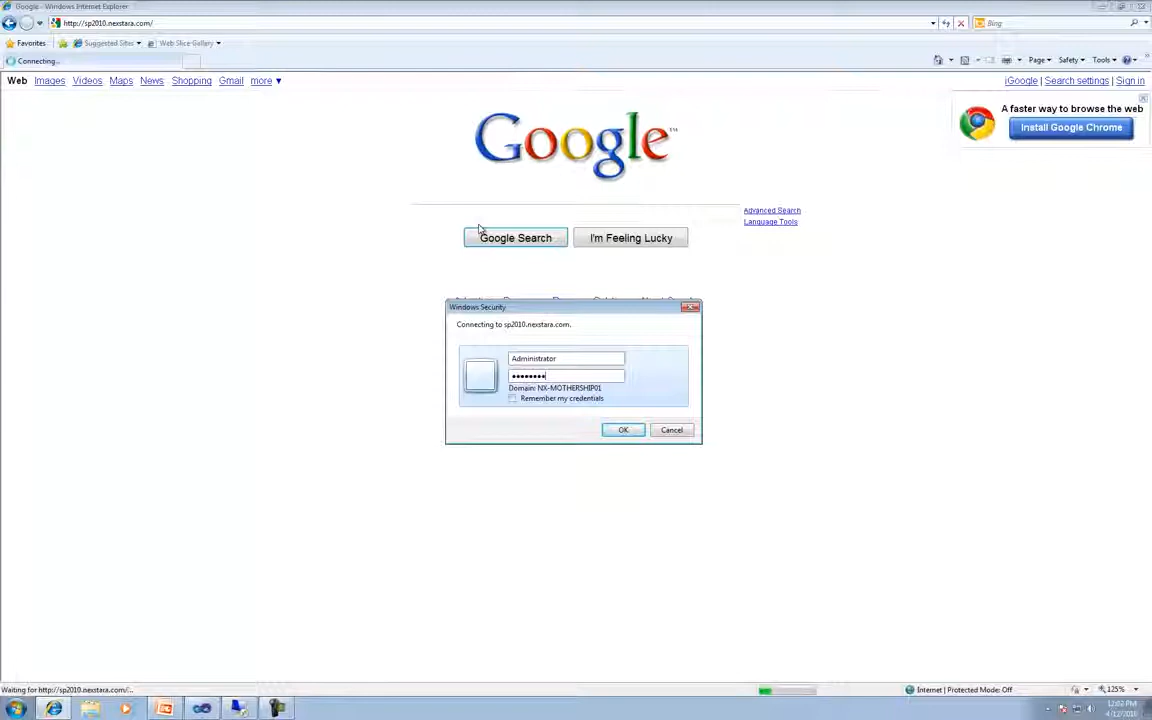 Google - Windows Internet Explorer
http://sp2010.nexstara.com/
Bing
Favorites
Suggested Sites
Web Slice Gallery
Connecting...
Page
Safety
Tools
Web Images Videos Maps News Shopping Gmail more ▼
iGoogle | Search settings | Sign in
A faster way to browse the web
Install Google Chrome
Google™
Advanced Search
Language Tools
Google Search
I'm Feeling Lucky
Windows Security
Connecting to sp2010.nexstara.com.
Administrator
••••••••
Domain: NX-MOTHERSHIP01
Remember my credentials
OK
Cancel
Waiting for http://sp2010.nexstara.com/...
Internet | Protected Mode: Off
125%
12:02 PM
4/12/2010